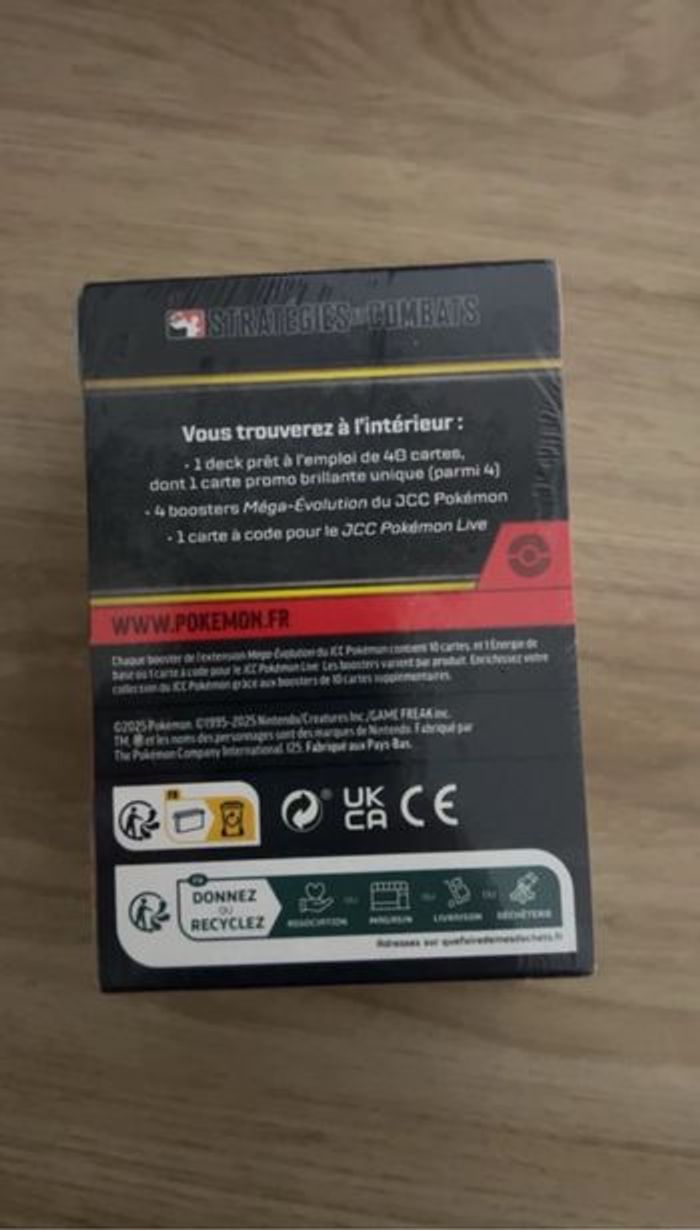 STRATÉGIES ET COMBATS
Vous trouverez à l'intérieur :
• 1 deck prêt à l'emploi de 40 cartes,
dont 1 carte promo brillante unique (parmi 4)
• 4 boosters Méga-Évolution du JCC Pokémon
• 1 carte à code pour le JCC Pokémon Live
WWW.POKEMON.FR
Chaque booster de l'extension Méga-Évolution du JCC Pokémon contient 10 cartes, et 1 Énergie de
base ou 1 carte à code pour le JCC Pokémon Live. Les boosters varient par produit. Enrichissez votre
collection du JCC Pokémon grâce aux boosters de 10 cartes supplémentaires.
©2025 Pokémon. ©1995-2025 Nintendo/Creatures Inc./GAME FREAK inc.
TM, ® et les noms des personnages sont des marques de Nintendo. Fabriqué par
The Pokémon Company International. 125. Fabriqué aux Pays-Bas.
FR
UK
CA
CE
FR
DONNEZ
OU
RECYCLEZ
ASSOCIATION OU MAGASIN OU LIVRAISON OU DÉCHÈTERIE
Adresses sur quefairedemesdechets.fr